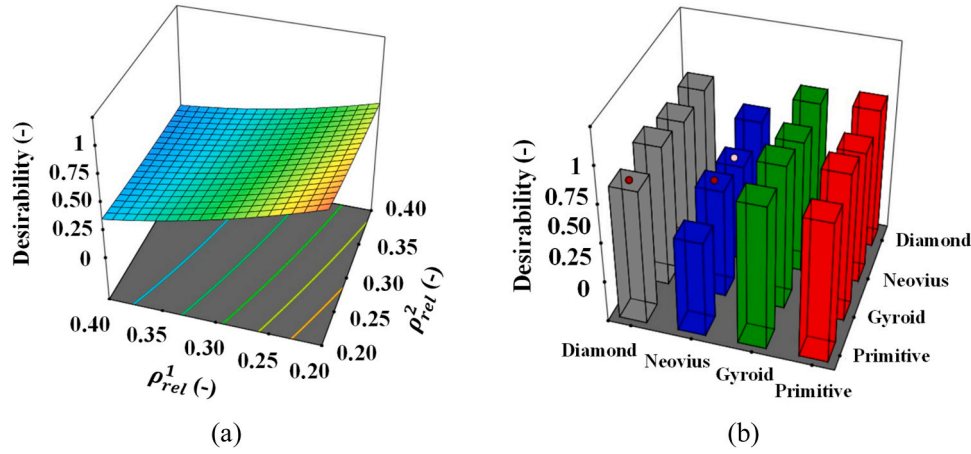 Desirability (-)
1
0.75
0.50
0.25
0
0.40
0.35
0.30
0.25
0.20
ρ²rel (-)
0.40
0.35
0.30
0.25
0.20
ρ¹rel (-)
(a)
Desirability (-)
1
0.75
0.50
0.25
0
Diamond
Neovius
Gyroid
Primitive
Diamond
Neovius
Gyroid
Primitive
(b)